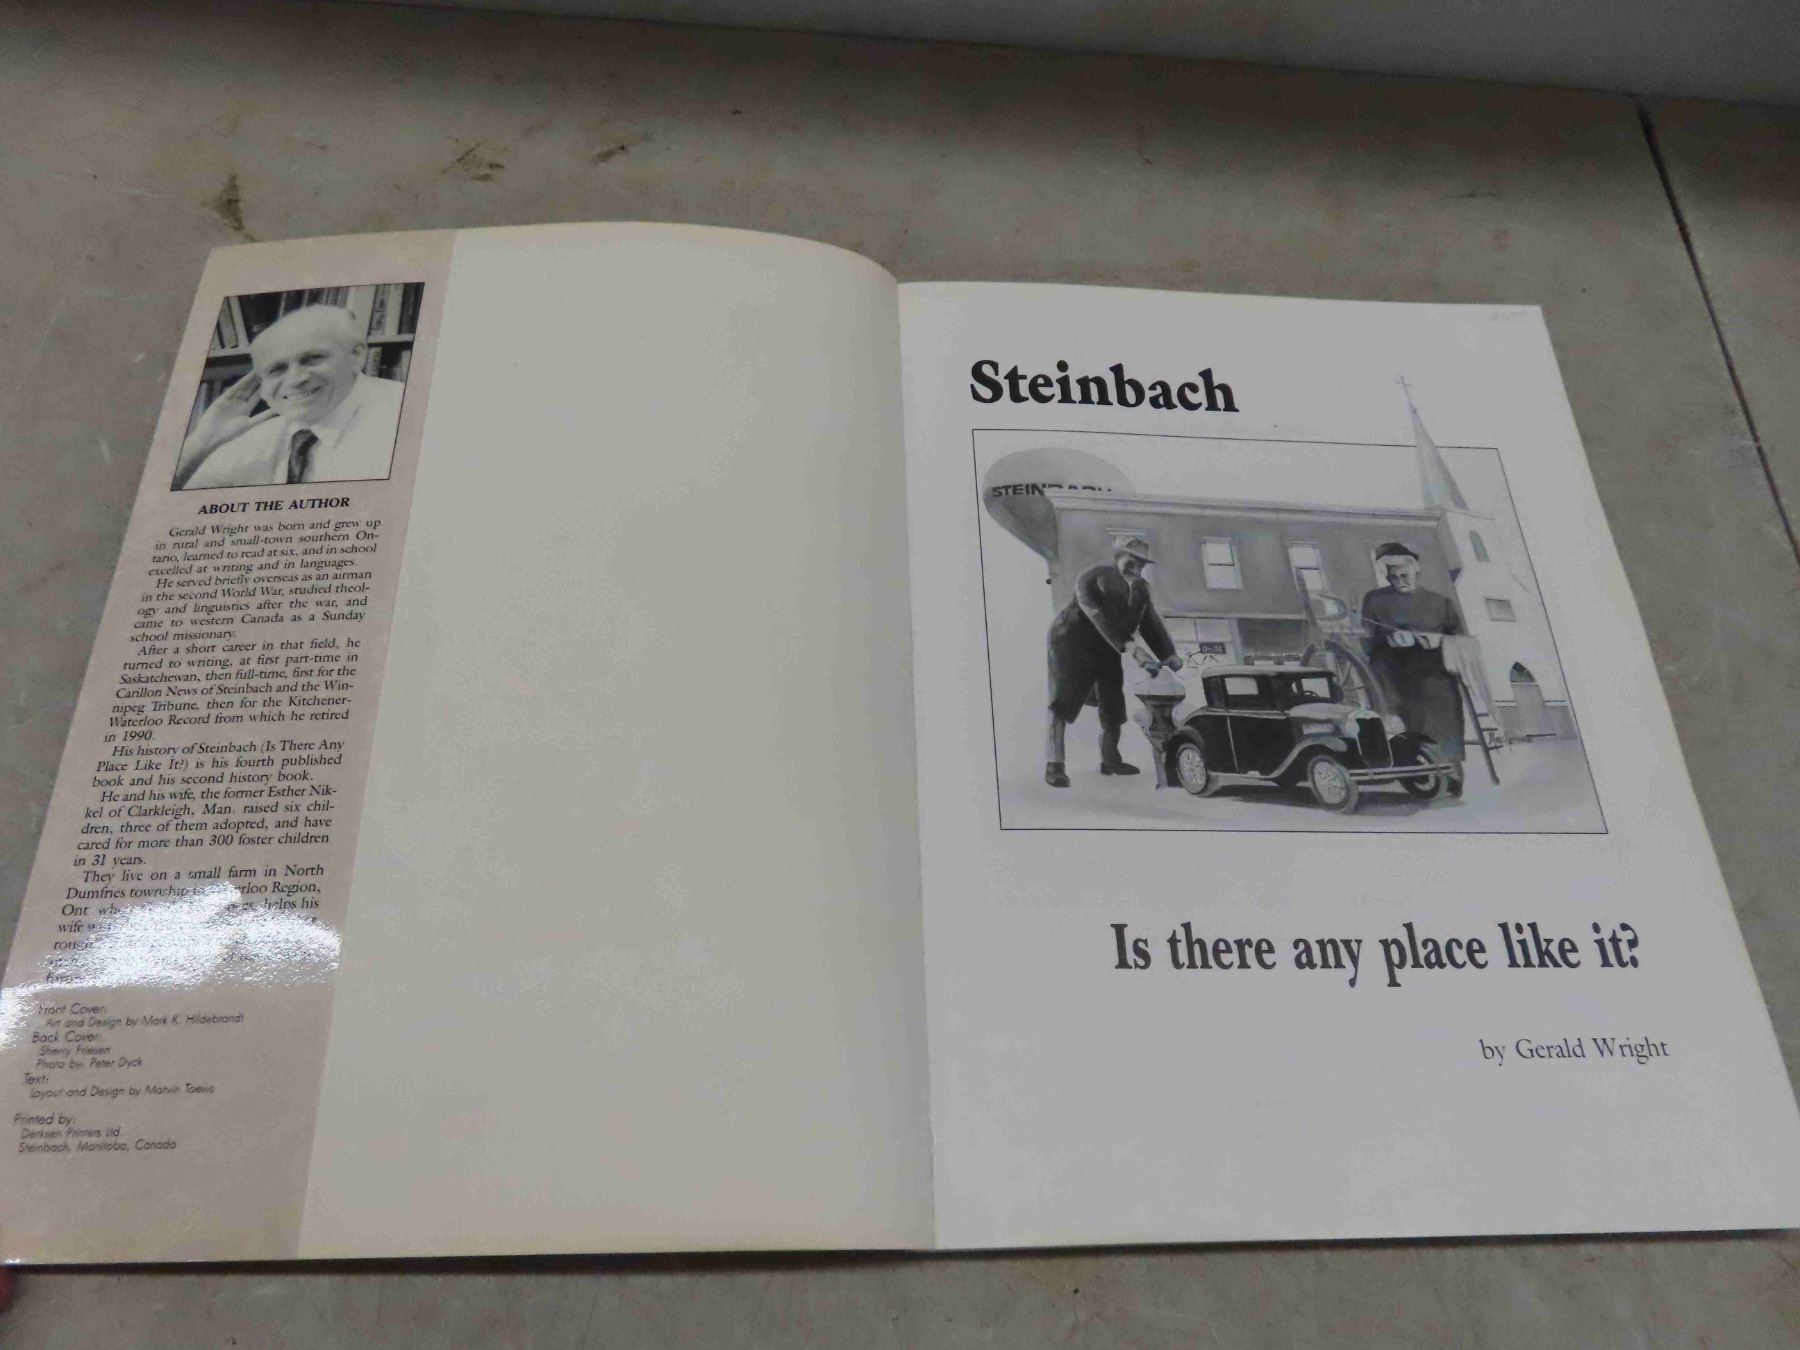 ABOUT THE AUTHOR
Gerald Wright was born and grew up
in rural and small-town southern On-
tario, learned to read at six, and in school
excelled at writing and in languages.
He served briefly overseas as an airman
in the second World War, studied theol-
ogy and linguistics after the war, and
came to western Canada as a Sunday
school missionary.
After a short career in that field, he
turned to writing, at first part-time in
Saskatchewan, then full-time, first for the
Carillon News of Steinbach and the Win-
nipeg Tribune, then for the Kitchener-
Waterloo Record from which he retired
in 1990.
His history of Steinbach (Is There Any
Place Like It?) is his fourth published
book and his second history book.
He and his wife, the former Esther Nik-
kel of Clarkleigh, Man. raised six chil-
dren, three of them adopted, and have
cared for more than 300 foster children
in 31 years.
They live on a small farm in North
Dumfries township Region,
Ont helps his
wife
Front Cover:
Art and Design by Mark K. Hildebrandt
Back Cover:
Sherry Friesen
Photo by: Peter Dyck
Text:
Layout and Design by Marvin Toews
Printed by:
Derksen Printers Ltd.
Steinbach, Manitoba, Canada
Steinbach
STEINBACH
Is there any place like it?
by Gerald Wright